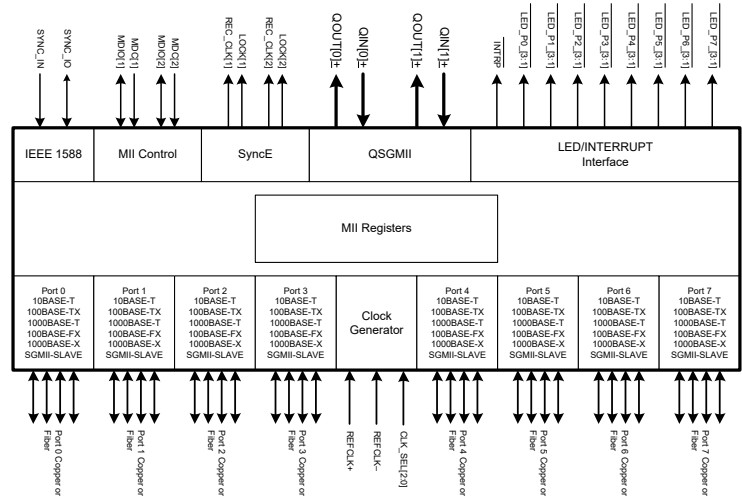 SYNC_IN
SYNC_IO
MDIO[1]
MDC[1]
MDIO[2]
MDC[2]
REC_CLK[1]
LOCK[1]
REC_CLK[2]
LOCK[2]
QOUT[0]±
QIN[0]±
QOUT[1]±
QIN[1]±
INTRP
LED_P0_[3:1]
LED_P1_[3:1]
LED_P2_[3:1]
LED_P3_[3:1]
LED_P4_[3:1]
LED_P5_[3:1]
LED_P6_[3:1]
LED_P7_[3:1]
IEEE 1588
MII Control
SyncE
QSGMII
LED/INTERRUPT
Interface
MII Registers
Port 0
10BASE-T
100BASE-TX
1000BASE-T
100BASE-FX
1000BASE-X
SGMII-SLAVE
Port 1
10BASE-T
100BASE-TX
1000BASE-T
100BASE-FX
1000BASE-X
SGMII-SLAVE
Port 2
10BASE-T
100BASE-TX
1000BASE-T
100BASE-FX
1000BASE-X
SGMII-SLAVE
Port 3
10BASE-T
100BASE-TX
1000BASE-T
100BASE-FX
1000BASE-X
SGMII-SLAVE
Clock
Generator
Port 4
10BASE-T
100BASE-TX
1000BASE-T
100BASE-FX
1000BASE-X
SGMII-SLAVE
Port 5
10BASE-T
100BASE-TX
1000BASE-T
100BASE-FX
1000BASE-X
SGMII-SLAVE
Port 6
10BASE-T
100BASE-TX
1000BASE-T
100BASE-FX
1000BASE-X
SGMII-SLAVE
Port 7
10BASE-T
100BASE-TX
1000BASE-T
100BASE-FX
1000BASE-X
SGMII-SLAVE
Port 0 Copper or
Fiber
Port 1 Copper or
Fiber
Port 2 Copper or
Fiber
Port 3 Copper or
Fiber
REFCLK+
REFCLK–
CLK_SEL[2:0]
Port 4 Copper or
Fiber
Port 5 Copper or
Fiber
Port 6 Copper or
Fiber
Port 7 Copper or
Fiber